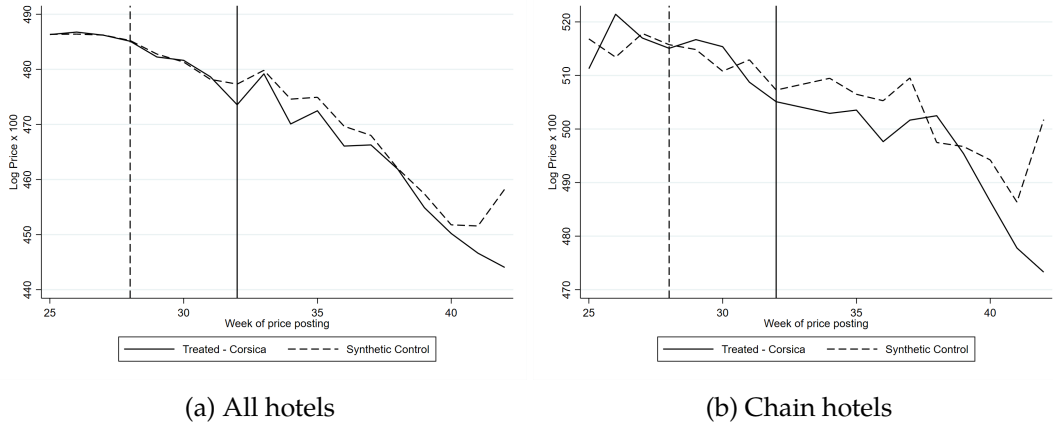 490
480
470
460
450
440
Log Price x 100
25
30
35
40
Week of price posting
Treated - Corsica
Synthetic Control
(a) All hotels
520
510
500
490
480
470
Log Price x 100
25
30
35
40
Week of price posting
Treated - Corsica
Synthetic Control
(b) Chain hotels